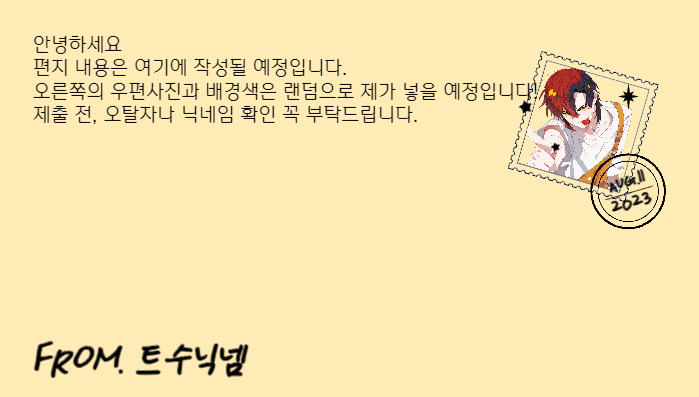 안녕하세요
편지 내용은 여기에 작성될 예정입니다.
오른쪽의 우편사진과 배경색은 랜덤으로 제가 넣을 예정입니다!
제출 전, 오탈자나 닉네임 확인 꼭 부탁드립니다.
AUG.11
2023
FROM. 트수닉넴